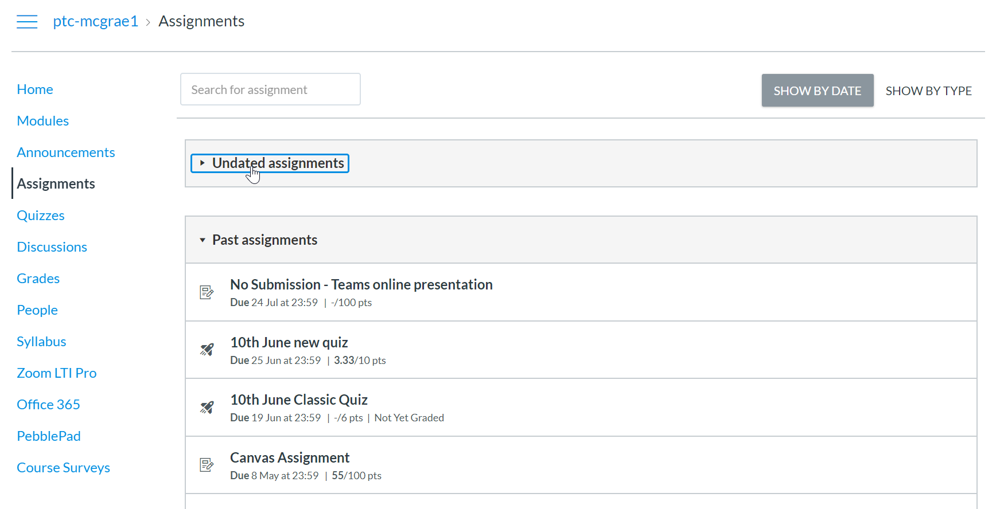 ptc-mcgrae1 › Assignments
Home
Modules
Announcements
Assignments
Quizzes
Discussions
Grades
People
Syllabus
Zoom LTI Pro
Office 365
PebblePad
Course Surveys
Search for assignment
SHOW BY DATE
SHOW BY TYPE
Undated assignments
Past assignments
No Submission - Teams online presentation
Due 24 Jul at 23:59 | -/100 pts
10th June new quiz
Due 25 Jun at 23:59 | 3.33/10 pts
10th June Classic Quiz
Due 19 Jun at 23:59 | -/6 pts | Not Yet Graded
Canvas Assignment
Due 8 May at 23:59 | 55/100 pts